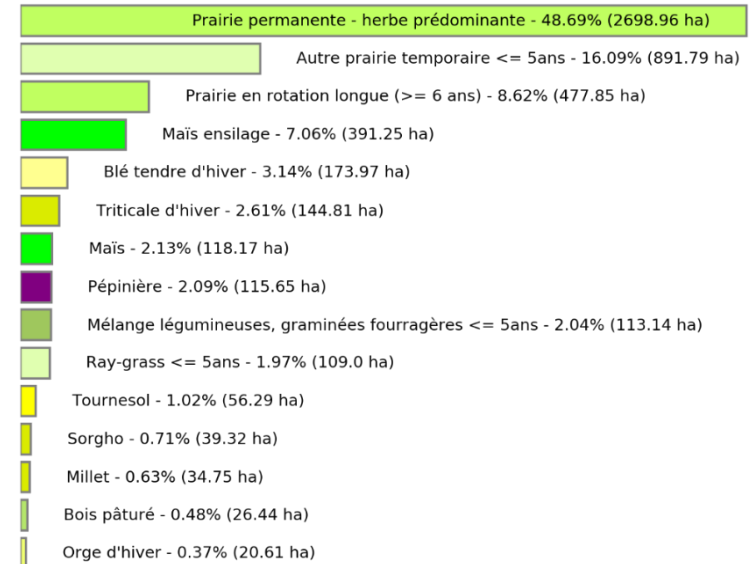 Prairie permanente - herbe prédominante - 48.69% (2698.96 ha)
Autre prairie temporaire <= 5ans - 16.09% (891.79 ha)
Prairie en rotation longue (>= 6 ans) - 8.62% (477.85 ha)
Maïs ensilage - 7.06% (391.25 ha)
Blé tendre d'hiver - 3.14% (173.97 ha)
Triticale d'hiver - 2.61% (144.81 ha)
Maïs - 2.13% (118.17 ha)
Pépinière - 2.09% (115.65 ha)
Mélange légumineuses, graminées fourragères <= 5ans - 2.04% (113.14 ha)
Ray-grass <= 5ans - 1.97% (109.0 ha)
Tournesol - 1.02% (56.29 ha)
Sorgho - 0.71% (39.32 ha)
Millet - 0.63% (34.75 ha)
Bois pâturé - 0.48% (26.44 ha)
Orge d'hiver - 0.37% (20.61 ha)